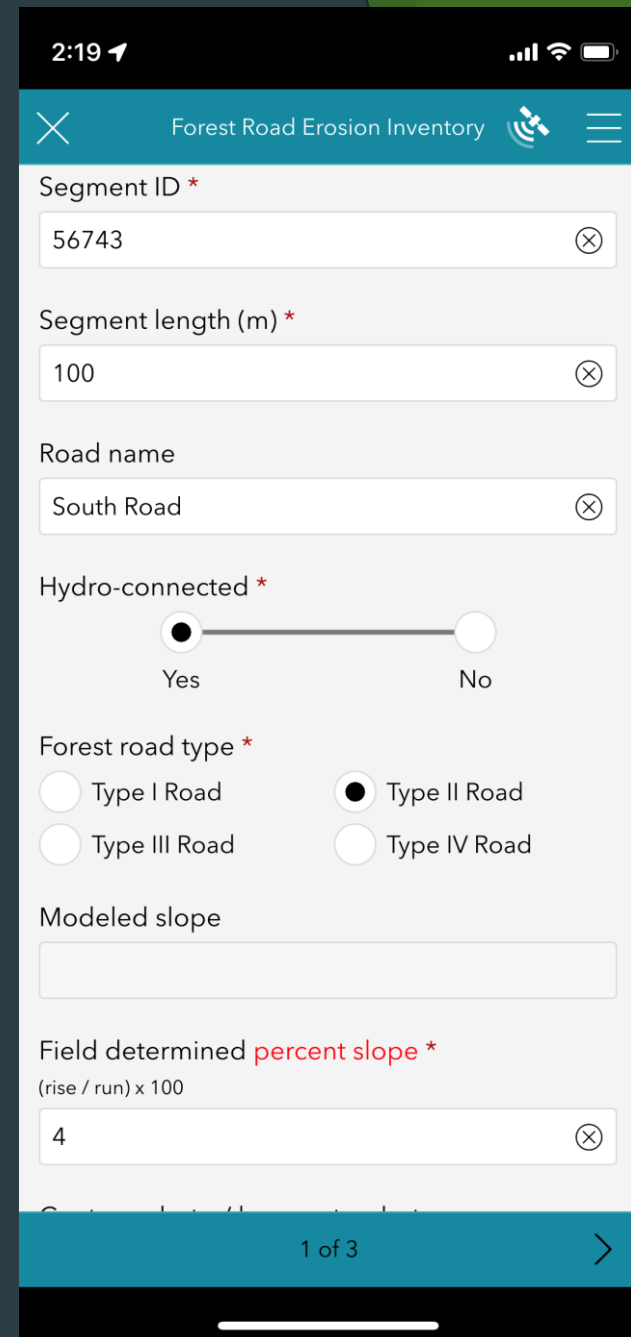 2:19
Forest Road Erosion Inventory
Segment ID *
56743
Segment length (m) *
100
Road name
South Road
Hydro-connected *
Yes No
Forest road type *
Type I Road Type II Road
Type III Road Type IV Road
Modeled slope
Field determined percent slope *
(rise / run) x 100
4
1 of 3